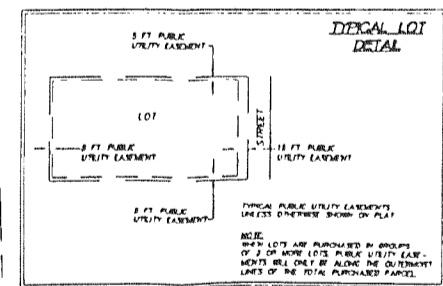 TYPICAL LOT
DETAIL
5 FT PUBLIC
UTILITY EASEMENT
LOT
STREET
8 FT PUBLIC
UTILITY EASEMENT
10 FT PUBLIC
UTILITY EASEMENT
FT PUBLIC
UTILITY EASEMENT
TYPICAL PUBLIC UTILITY EASEMENTS
UNLESS OTHERWISE SHOWN ON PLAT
NOTE:
WHEN LOTS ARE PURCHASED IN GROUPS
OF 2 OR MORE LOTS, PUBLIC UTILITY EASE-
MENTS WILL ONLY BE ALONG THE OUTERMOST
LINES OF THE TOTAL PURCHASED PARCEL.